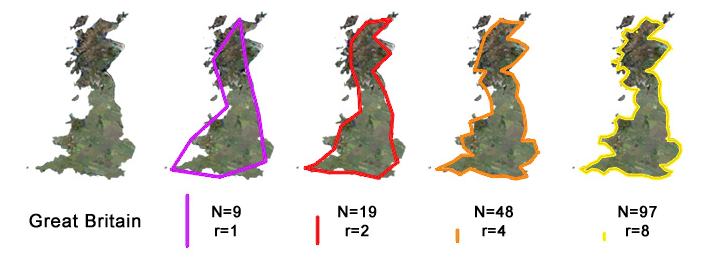 Great Britain
N=9
r=1
N=19
r=2
N=48
r=4
N=97
r=8